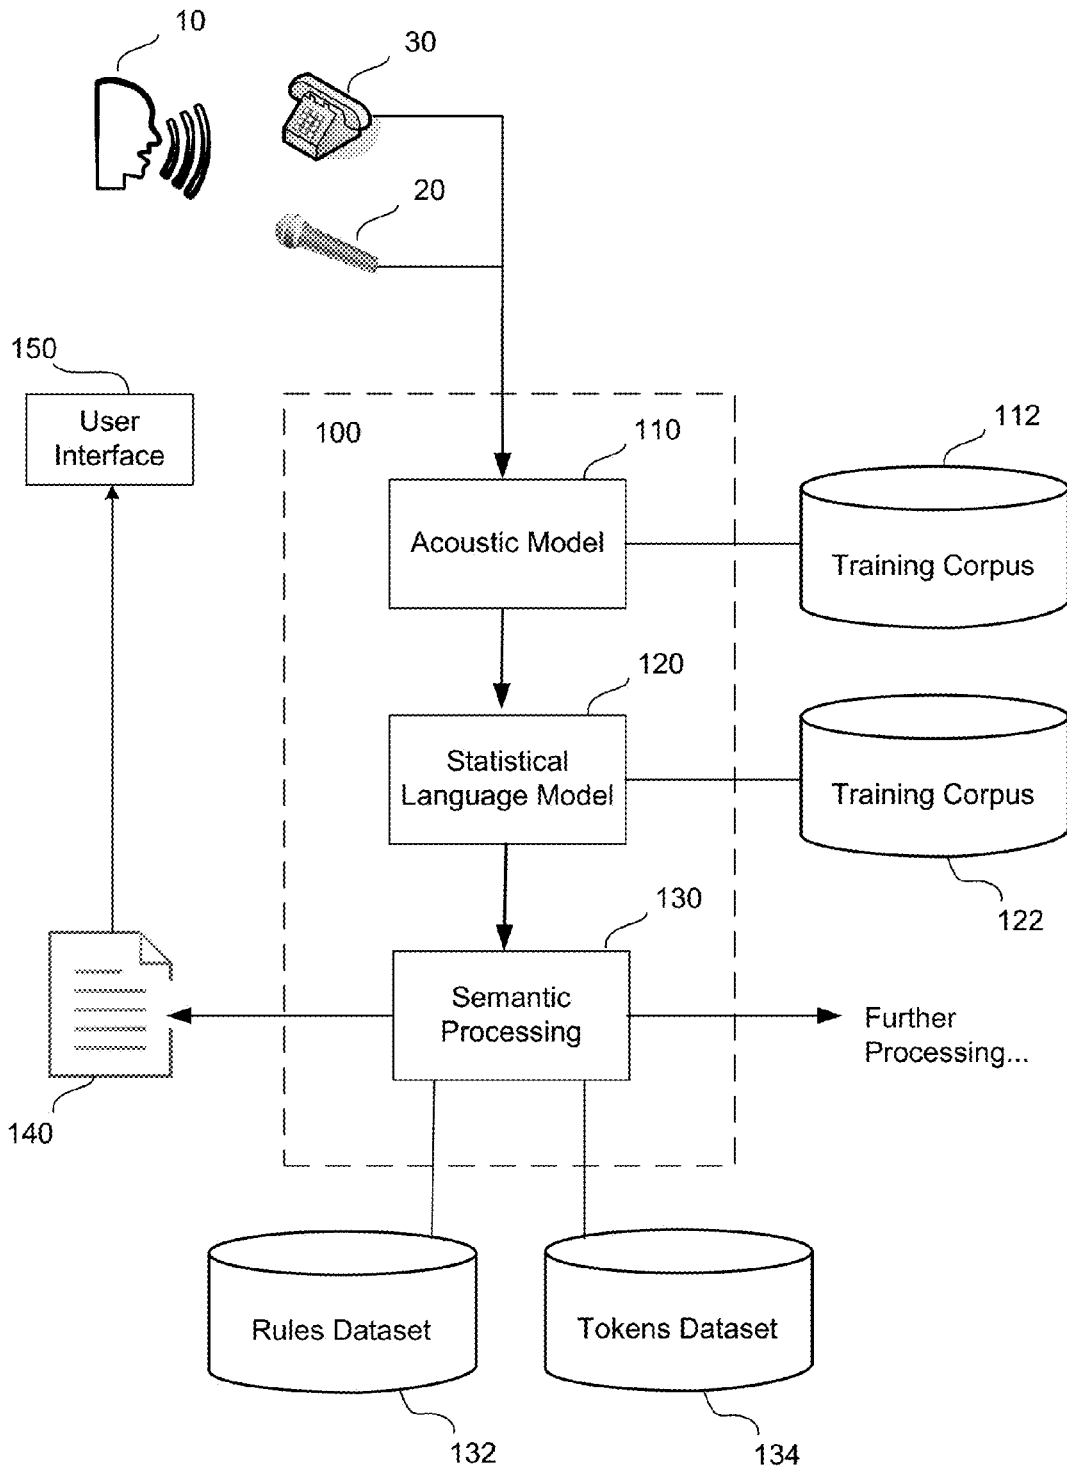 10
30
20
150
User
Interface
100
110
112
Acoustic Model
Training Corpus
120
Statistical
Language Model
Training Corpus
122
130
Semantic
Processing
Further
Processing...
140
Rules Dataset
Tokens Dataset
132
134